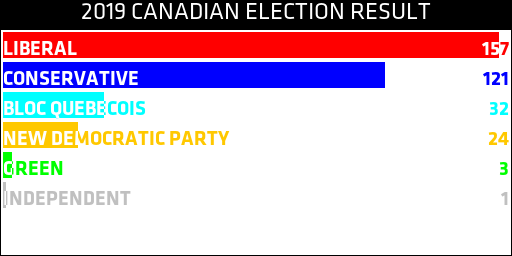 2019 CANADIAN ELECTION RESULT
LIBERAL 157
CONSERVATIVE 121
BLOC QUEBECOIS 32
NEW DEMOCRATIC PARTY 24
GREEN 3
INDEPENDENT 1